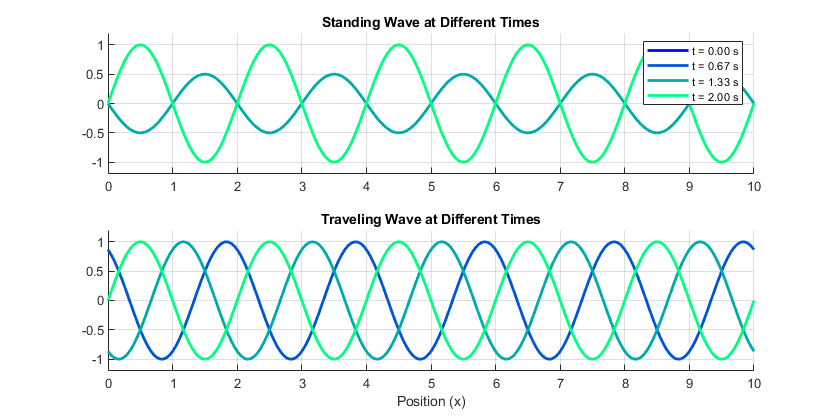 Standing Wave at Different Times
1
0.5
0
-0.5
-1
t = 0.00 s
t = 0.67 s
t = 1.33 s
t = 2.00 s
0 1 2 3 4 5 6 7 8 9 10
Traveling Wave at Different Times
1
0.5
0
-0.5
-1
0 1 2 3 4 5 6 7 8 9 10
Position (x)